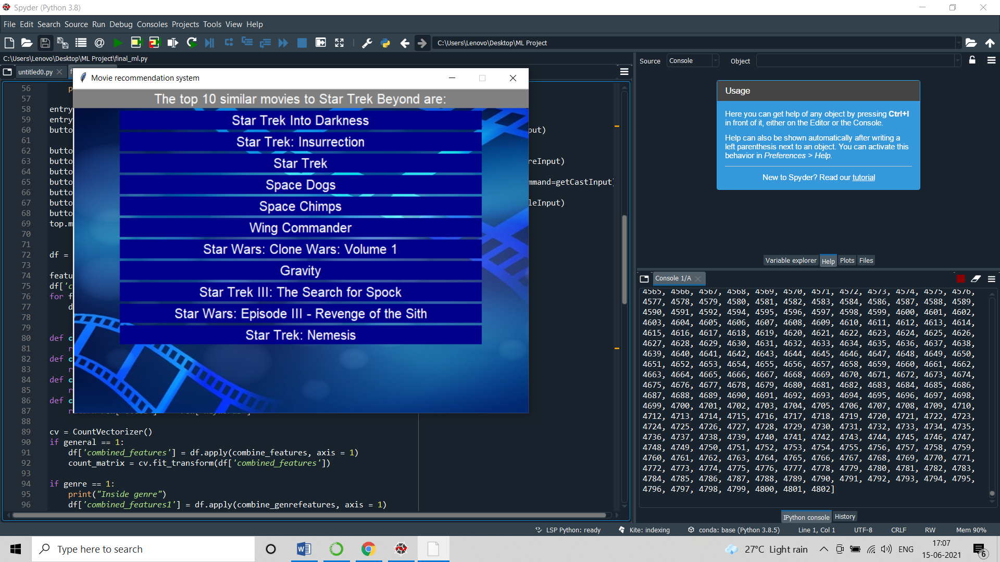 Spyder (Python 3.8)
File Edit Search Source Run Debug Consoles Projects Tools View Help
C:\Users\Lenovo\Desktop\ML Project
C:\Users\Lenovo\Desktop\ML Project\final_ml.py
untitled0.py
Movie recommendation system
The top 10 similar movies to Star Trek Beyond are:
Star Trek Into Darkness
Star Trek: Insurrection
Star Trek
Space Dogs
Space Chimps
Wing Commander
Star Wars: Clone Wars: Volume 1
Gravity
Star Trek III: The Search for Spock
Star Wars: Episode III - Revenge of the Sith
Star Trek: Nemesis
56 p
57
58 entry
59 entry
60 butto put)
61
62 butto
63 butto reInput)
64 butto
65 butto mmand=getCastInput)
66 butto
67 butto leInput)
68 butto
69 top.m
70
71
72 df =
73
74 featu
75 df['c
76 for f
77 d
78
79
80 def c
81 r
82 def c
83 r
84 def c
85 r
86 def c
87 r
88
89 cv = CountVectorizer()
90 if general == 1:
91 df['combined_features'] = df.apply(combine_features, axis = 1)
92 count_matrix = cv.fit_transform(df['combined_features'])
93
94 if genre == 1:
95 print("Inside genre")
96 df['combined_features1'] = df.apply(combine_genrefeatures, axis = 1)
Source Console Object
Usage
Here you can get help of any object by pressing Ctrl+I
in front of it, either on the Editor or the Console.
Help can also be shown automatically after writing a
left parenthesis next to an object. You can activate this
behavior in Preferences > Help.
New to Spyder? Read our tutorial
Variable explorer Help Plots Files
Console 1/A
4565, 4566, 4567, 4568, 4569, 4570, 4571, 4572, 4573, 4574, 4575, 4576,
4577, 4578, 4579, 4580, 4581, 4582, 4583, 4584, 4586, 4587, 4588, 4589,
4590, 4591, 4592, 4594, 4595, 4596, 4597, 4598, 4599, 4600, 4601, 4602,
4603, 4604, 4605, 4606, 4607, 4608, 4609, 4610, 4611, 4612, 4613, 4614,
4615, 4616, 4617, 4618, 4619, 4620, 4621, 4622, 4623, 4624, 4625, 4626,
4627, 4628, 4629, 4630, 4631, 4632, 4633, 4634, 4635, 4636, 4637, 4638,
4639, 4640, 4641, 4642, 4643, 4644, 4645, 4646, 4647, 4648, 4649, 4650,
4651, 4652, 4653, 4654, 4655, 4656, 4657, 4658, 4659, 4660, 4661, 4662,
4663, 4664, 4665, 4666, 4667, 4668, 4669, 4670, 4671, 4672, 4673, 4674,
4675, 4676, 4677, 4678, 4679, 4680, 4681, 4682, 4683, 4684, 4685, 4686,
4687, 4688, 4689, 4690, 4691, 4692, 4693, 4694, 4695, 4696, 4697, 4698,
4699, 4700, 4701, 4702, 4703, 4704, 4705, 4706, 4707, 4708, 4709, 4710,
4712, 4713, 4714, 4715, 4716, 4717, 4718, 4719, 4720, 4721, 4722, 4723,
4724, 4725, 4726, 4727, 4728, 4729, 4730, 4731, 4732, 4733, 4734, 4735,
4736, 4737, 4738, 4739, 4740, 4741, 4742, 4743, 4744, 4745, 4746, 4747,
4748, 4749, 4750, 4751, 4752, 4753, 4754, 4755, 4756, 4757, 4758, 4759,
4760, 4761, 4762, 4763, 4764, 4765, 4766, 4767, 4768, 4769, 4770, 4771,
4772, 4773, 4774, 4775, 4776, 4777, 4778, 4779, 4780, 4781, 4782, 4783,
4784, 4785, 4786, 4787, 4788, 4789, 4790, 4791, 4792, 4793, 4794, 4795,
4796, 4797, 4798, 4799, 4800, 4801, 4802]
IPython console History
LSP Python: ready Kite: indexing conda: base (Python 3.8.5) Line 1, Col 1 UTF-8 CRLF RW Mem 90%
Type here to search
27°C Light rain ENG 17:07
15-06-2021
6